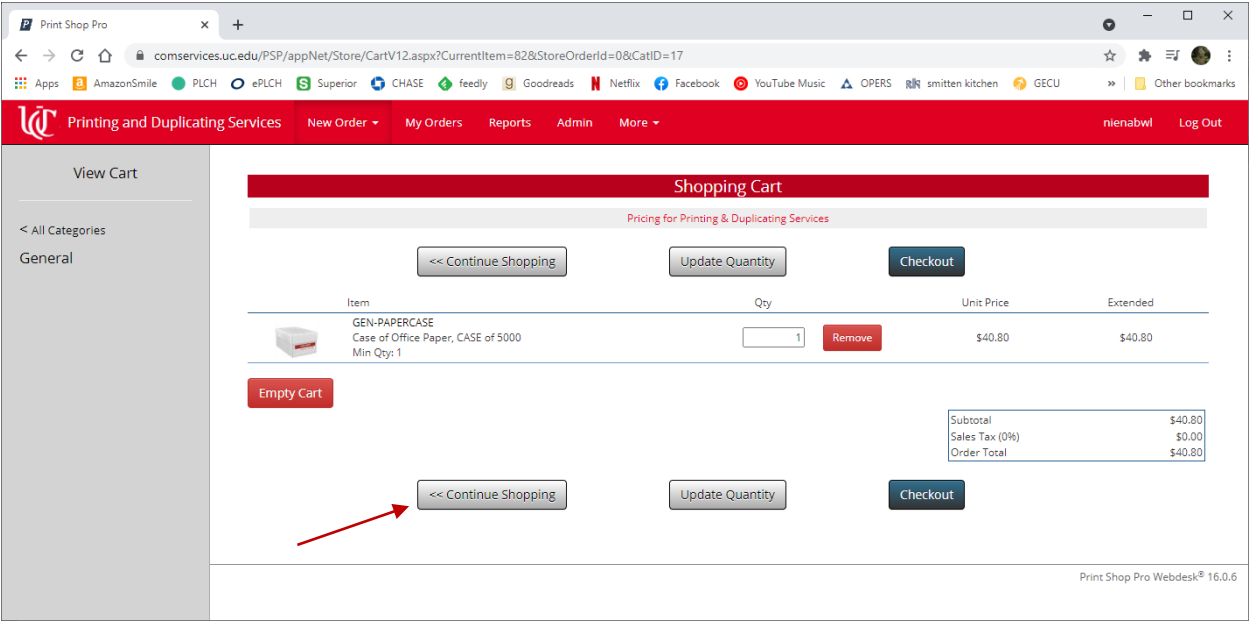 Print Shop Pro
comservices.uc.edu/PSP/appNet/Store/CartV12.aspx?CurrentItem=82&StoreOrderId=0&CatID=17
Apps AmazonSmile PLCH ePLCH Superior CHASE feedly Goodreads Netflix Facebook YouTube Music OPERS smitten kitchen GECU » Other bookmarks
Printing and Duplicating Services New Order My Orders Reports Admin More nienabwl Log Out
View Cart
< All Categories
General
Shopping Cart
Pricing for Printing & Duplicating Services
<< Continue Shopping Update Quantity Checkout
Item Qty Unit Price Extended
GEN-PAPERCASE
Case of Office Paper, CASE of 5000 1 Remove $40.80 $40.80
Min Qty: 1
Empty Cart
Subtotal $40.80
Sales Tax (0%) $0.00
Order Total $40.80
<< Continue Shopping Update Quantity Checkout
Print Shop Pro Webdesk® 16.0.6